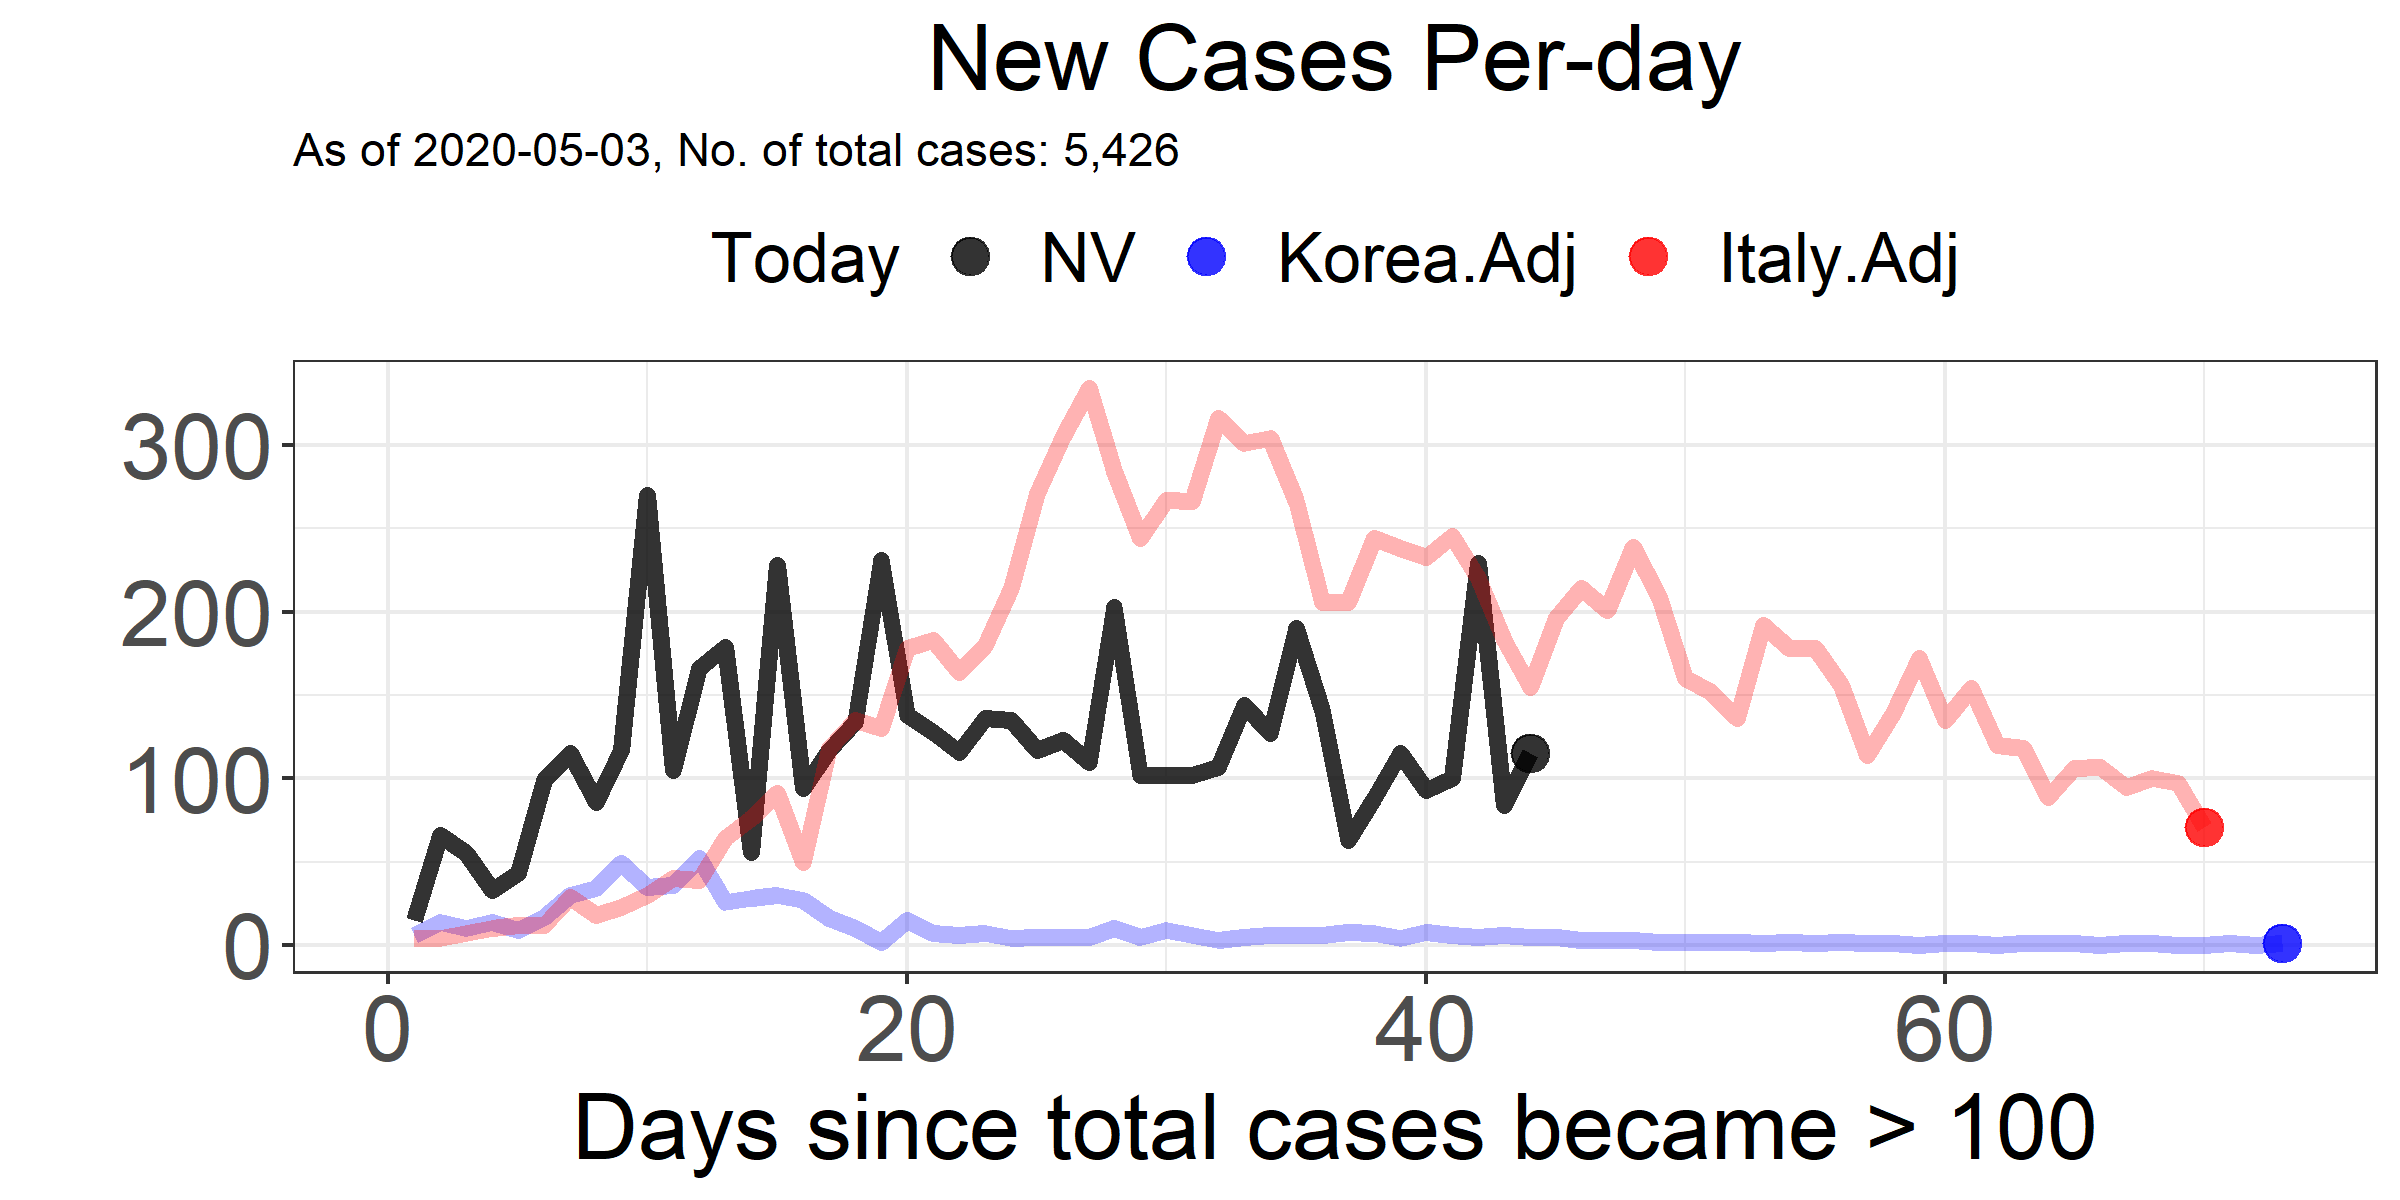 New Cases Per-day
As of 2020-05-03, No. of total cases: 5,426
Today NV Korea.Adj Italy.Adj
300
200
100
0
0 20 40 60
Days since total cases became > 100